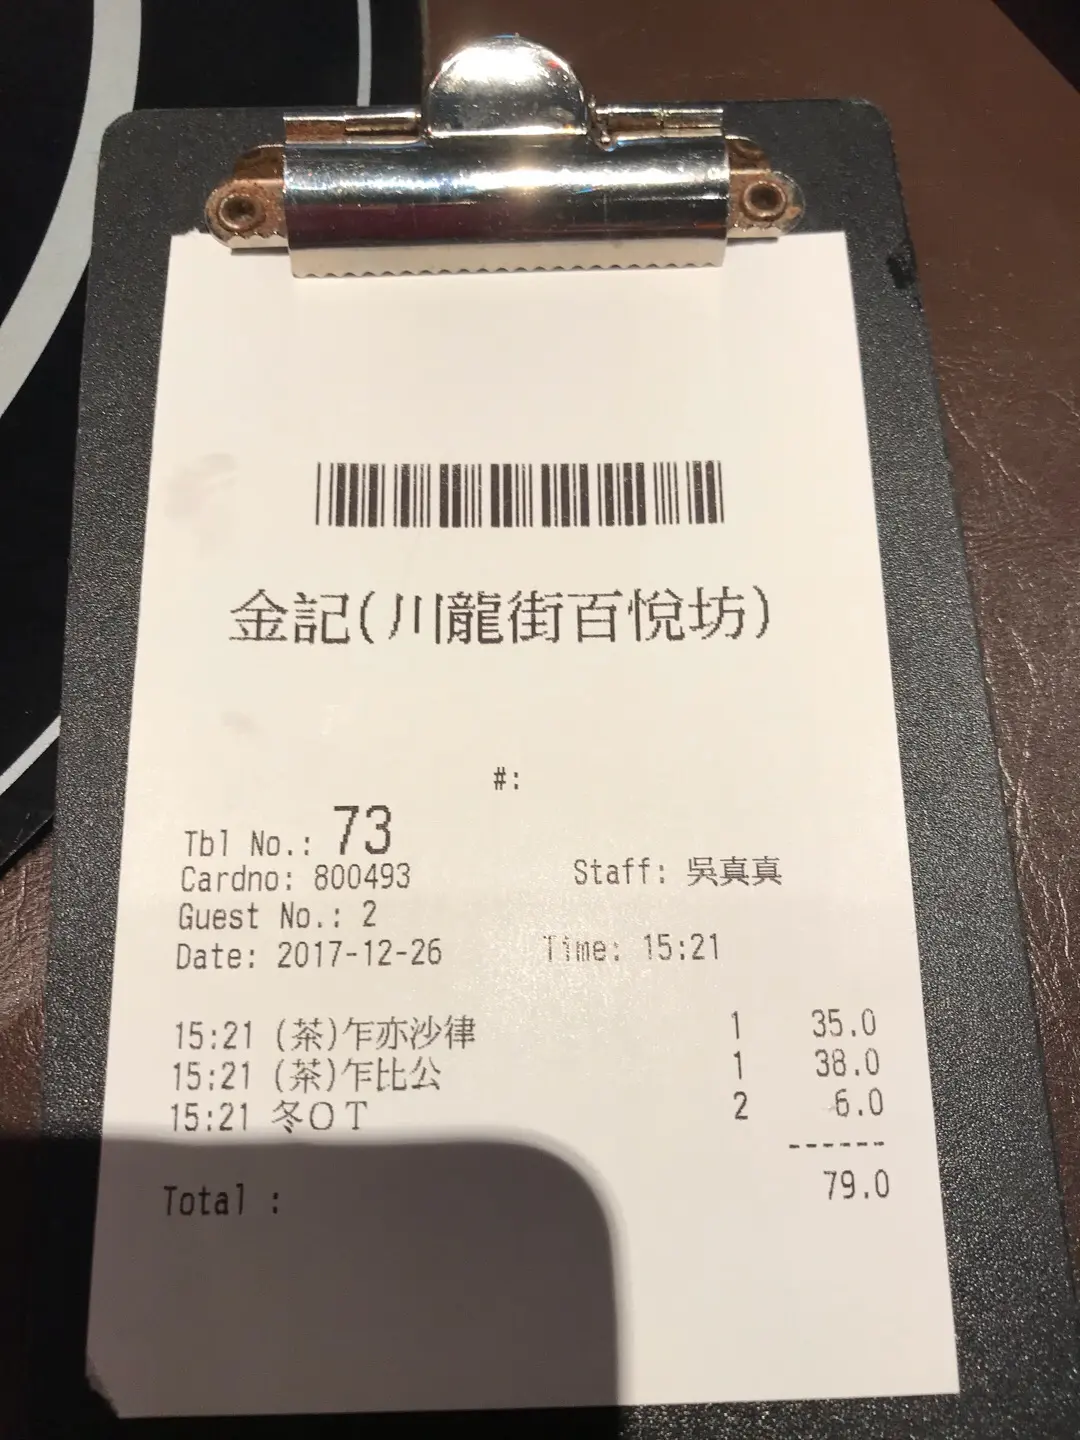 金記(川龍街百悅坊)
#:
Tbl No.: 73
Cardno: 800493 Staff: 吳真真
Guest No.: 2
Date: 2017-12-26 Time: 15:21
15:21 (茶)乍亦沙律 1 35.0
15:21 (茶)乍比公 1 38.0
15:21 冬OT 2 6.0
------
Total : 79.0